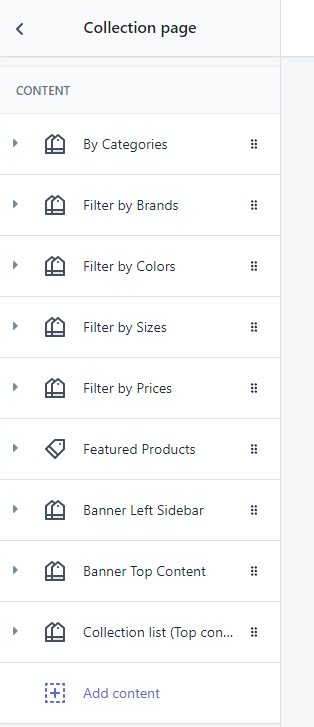 Collection page
CONTENT
By Categories
Filter by Brands
Filter by Colors
Filter by Sizes
Filter by Prices
Featured Products
Banner Left Sidebar
Banner Top Content
Collection list (Top con...
Add content